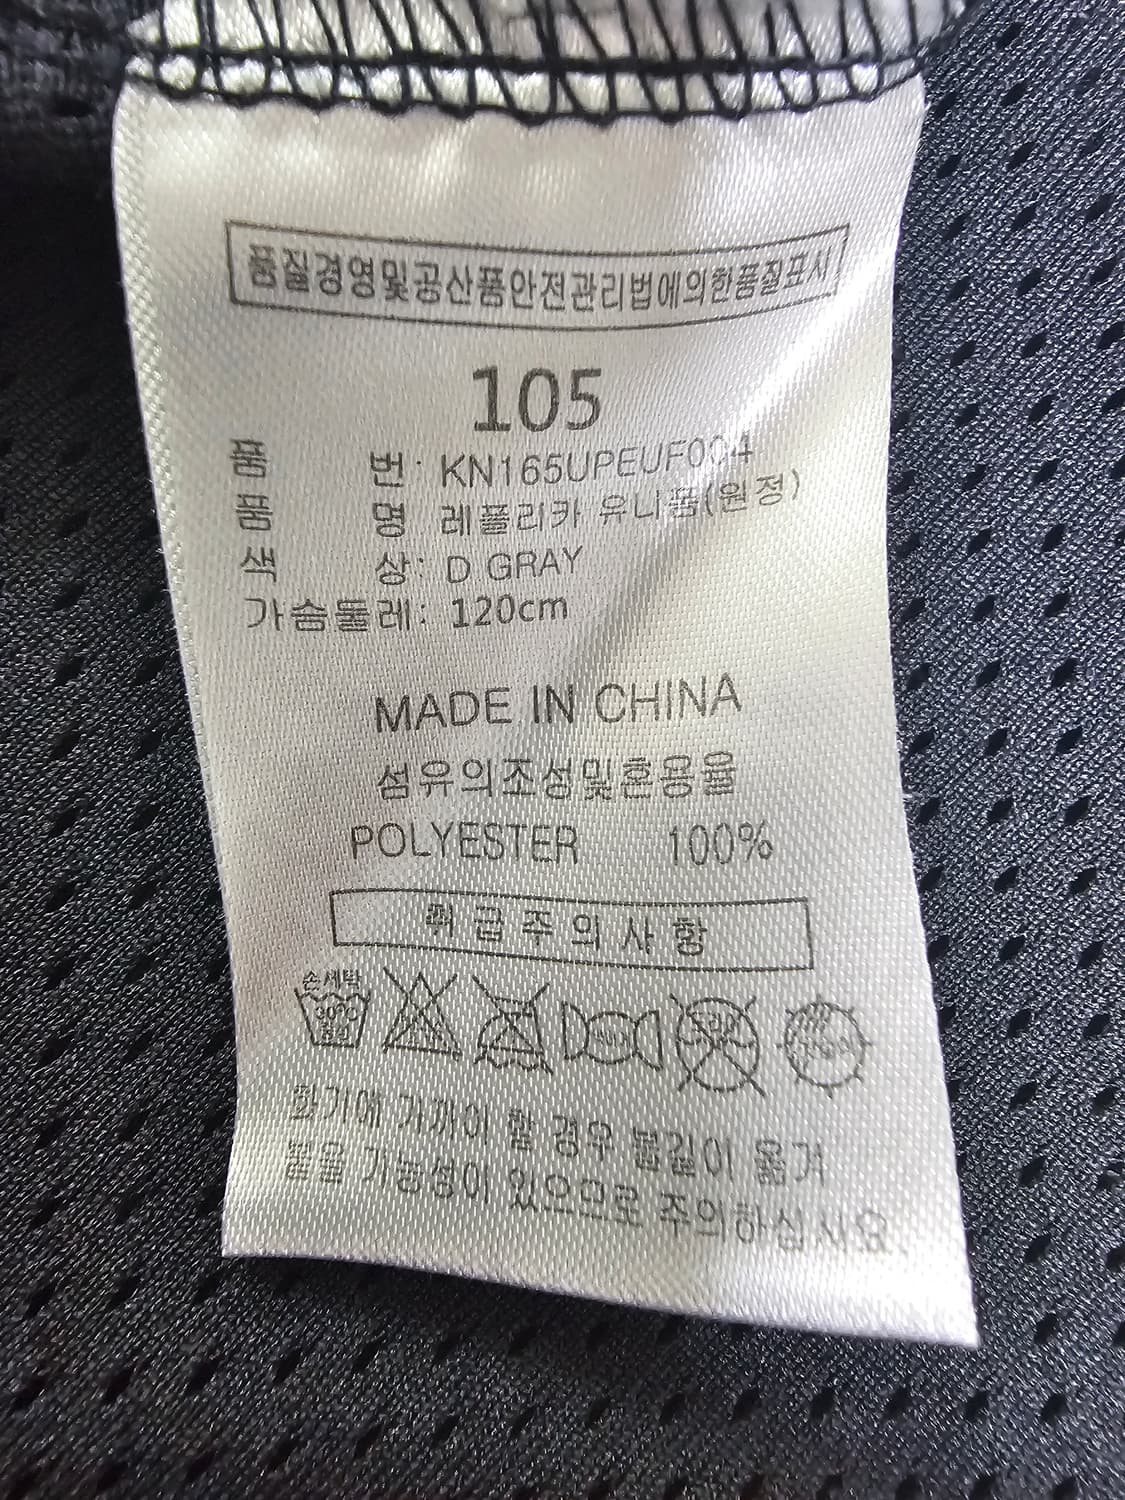 품질경영및공산품안전관리법에의한품질표시
105
품 번: KN165UPEUF004
품 명 레플리카 유니폼(원정)
색 상: D GRAY
가슴둘레: 120cm
MADE IN CHINA
섬유의조성및혼용율
POLYESTER 100%
취급주의사항
손세탁
30℃
중성
화기에 가까이 할 경우 불길이 옮겨
붙을 가능성이 있으므로 주의하십시요.